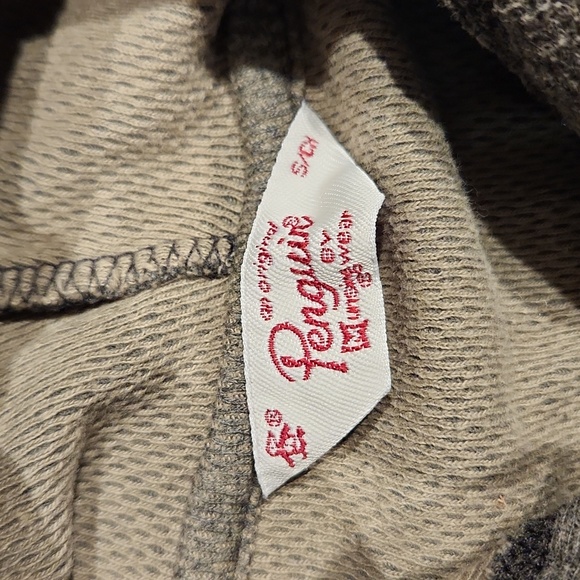 S/CH
an original
Penguin
BY
MUNSINGWEAR
®